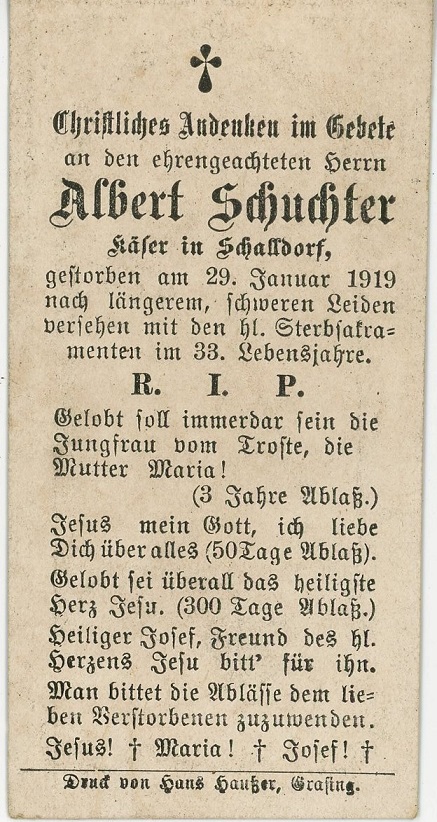 Christliches Andenken im Gebete
an den ehrengeachteten Herrn
Albert Schuchter
Käser in Schalldorf,
gestorben am 29. Januar 1919
nach längerem, schweren Leiden
versehen mit den hl. Sterbsakra=
menten im 33. Lebensjahre.
R. I. P.
Gelobt soll immerdar sein die
Jungfrau vom Troste, die
Mutter Maria!
(3 Jahre Ablaß.)
Jesus mein Gott, ich liebe
Dich über alles (50 Tage Ablaß).
Gelobt sei überall das heiligste
Herz Jesu. (300 Tage Ablaß.)
Heiliger Josef, Freund des hl.
Herzens Jesu bitt' für ihn.
Man bittet die Ablässe dem lie=
ben Verstorbenen zuzuwenden.
Jesus! † Maria! † Josef! †
Druck von Hans Haußer, Grafing.